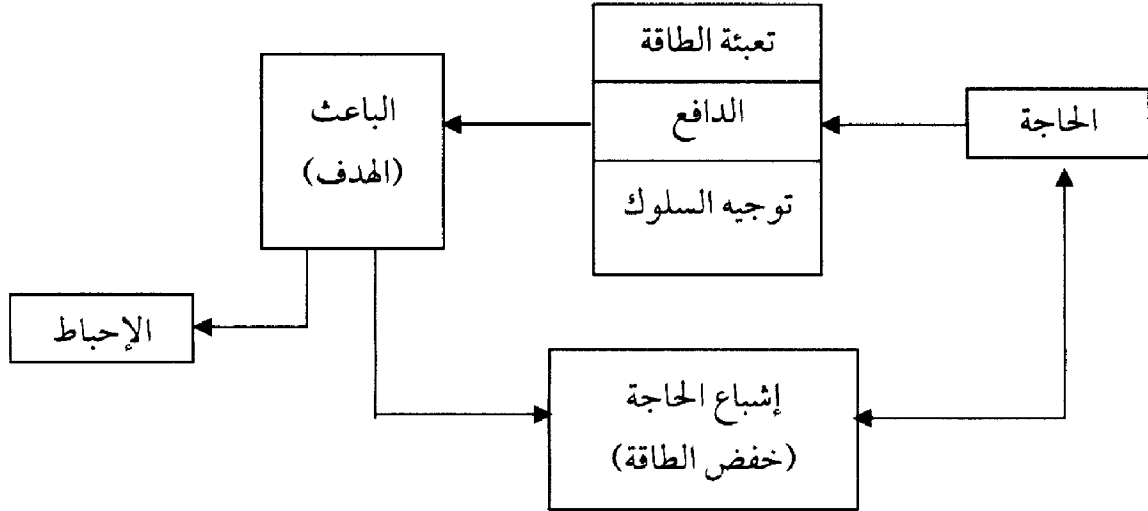 تعبئة الطاقة
الحاجة
الدافع
الباعث
(الهدف)
توجيه السلوك
الإحباط
إشباع الحاجة
(خفض الطاقة)